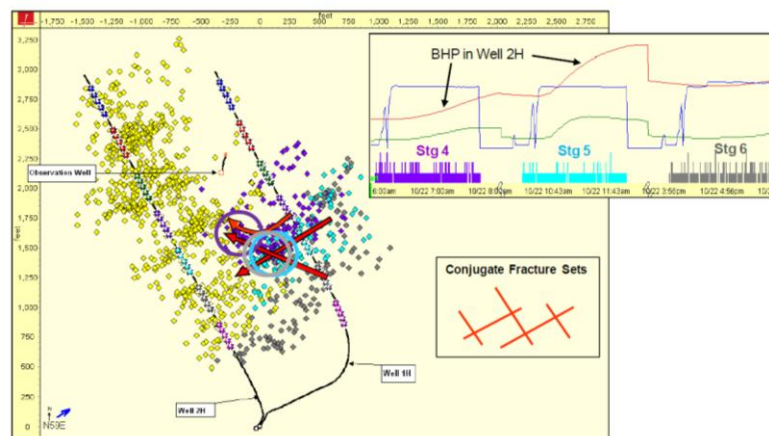 feet
-1,750 -1,500 -1,250 -1,000 -750 -500 -250 0 250 500 750 1,000 1,250 1,500 1,750 2,000 2,250 2,500 2,750
3,250
3,000
2,750
2,500
2,250
2,000
1,750
1,500
1,250
1,000
750
500
250
0
feet
BHP in Well 2H
Stg 4
Stg 5
Stg 6
6:00am 10/22 7:00am 10/22 10/22 10:43am 10/22 11:43am 10/22 3:56pm 10/22 4:56pm
Observation Well
Conjugate Fracture Sets
Well 1H
Well 2H
N59E